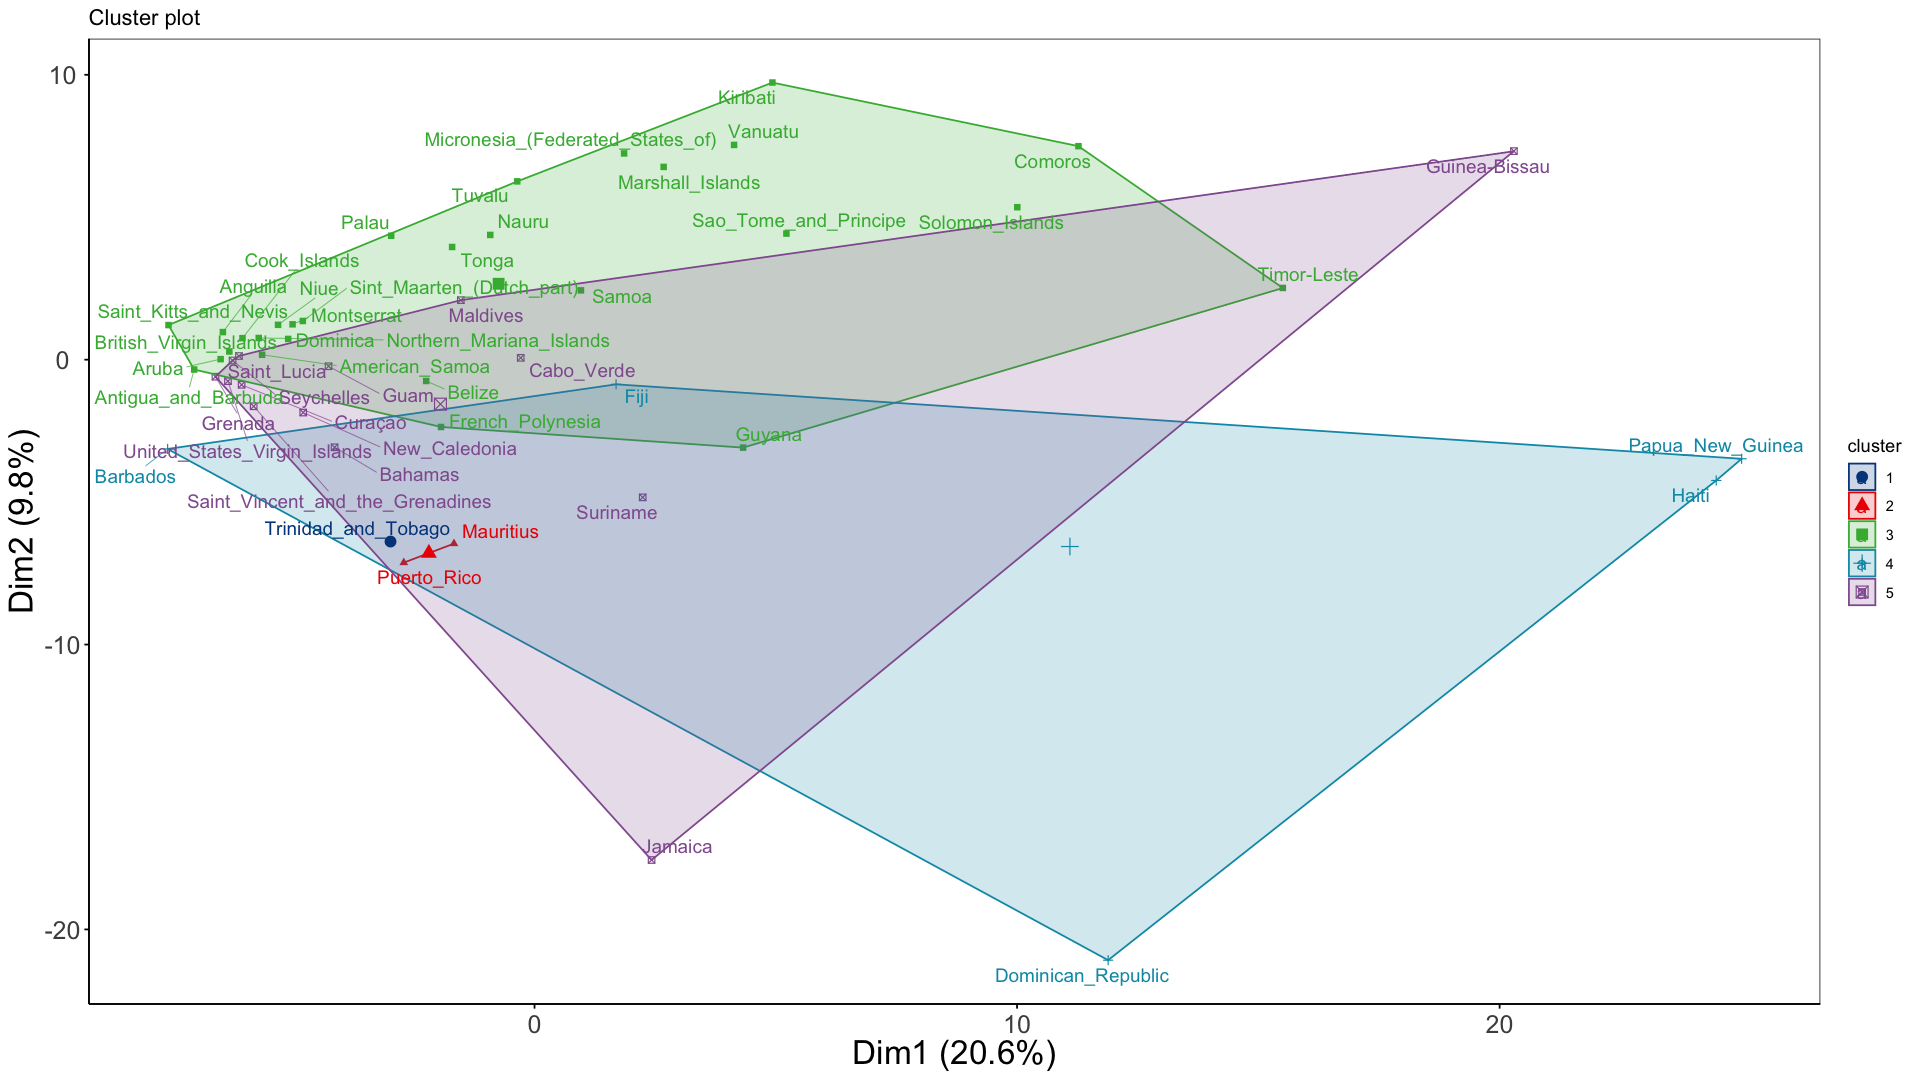 Cluster plot
10
Kiribati
Micronesia_(Federated_States_of)
Vanuatu
Comoros
Guinea-Bissau
Marshall_Islands
Tuvalu
Palau
Nauru
Sao_Tome_and_Principe
Solomon_Islands
Cook_Islands
Tonga
Timor-Leste
Anguilla
Niue
Sint_Maarten_(Dutch_part)
Samoa
Saint_Kitts_and_Nevis
Montserrat
Maldives
British_Virgin_Islands
Dominica
Northern_Mariana_Islands
0
Aruba
Saint_Lucia
American_Samoa
Cabo_Verde
Antigua_and_Barbuda
Seychelles
Guam
Belize
Fiji
Grenada
Curaçao
French_Polynesia
Guyana
United_States_Virgin_Islands
New_Caledonia
Papua_New_Guinea
Barbados
Bahamas
Haiti
Saint_Vincent_and_the_Grenadines
Suriname
Trinidad_and_Tobago
Mauritius
Puerto_Rico
-10
Jamaica
-20
Dominican_Republic
0
10
20
Dim1 (20.6%)
Dim2 (9.8%)
cluster
1
2
3
4
5